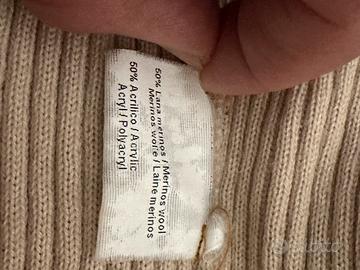 50% Lana merinos / Merinos wool
Merinos wolle / Laine merinos
50% Acrilico / Acrylic
Acryl / Polyacryl